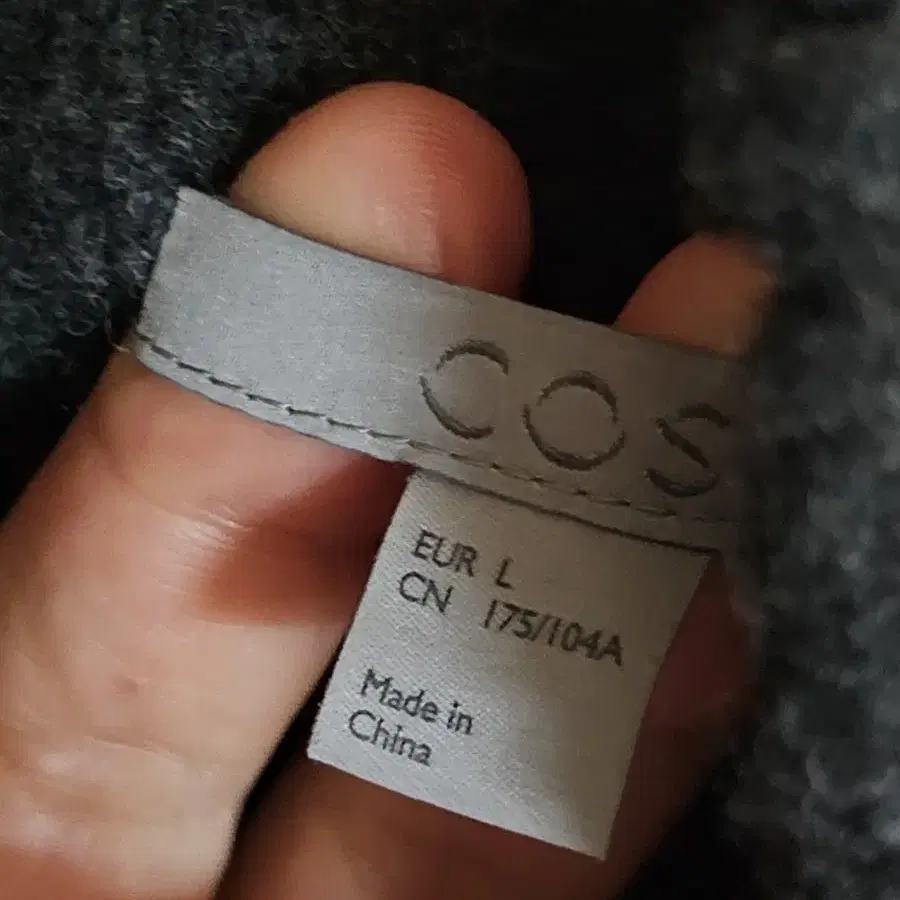 COS
EUR L
CN 175/104A
Made in
China